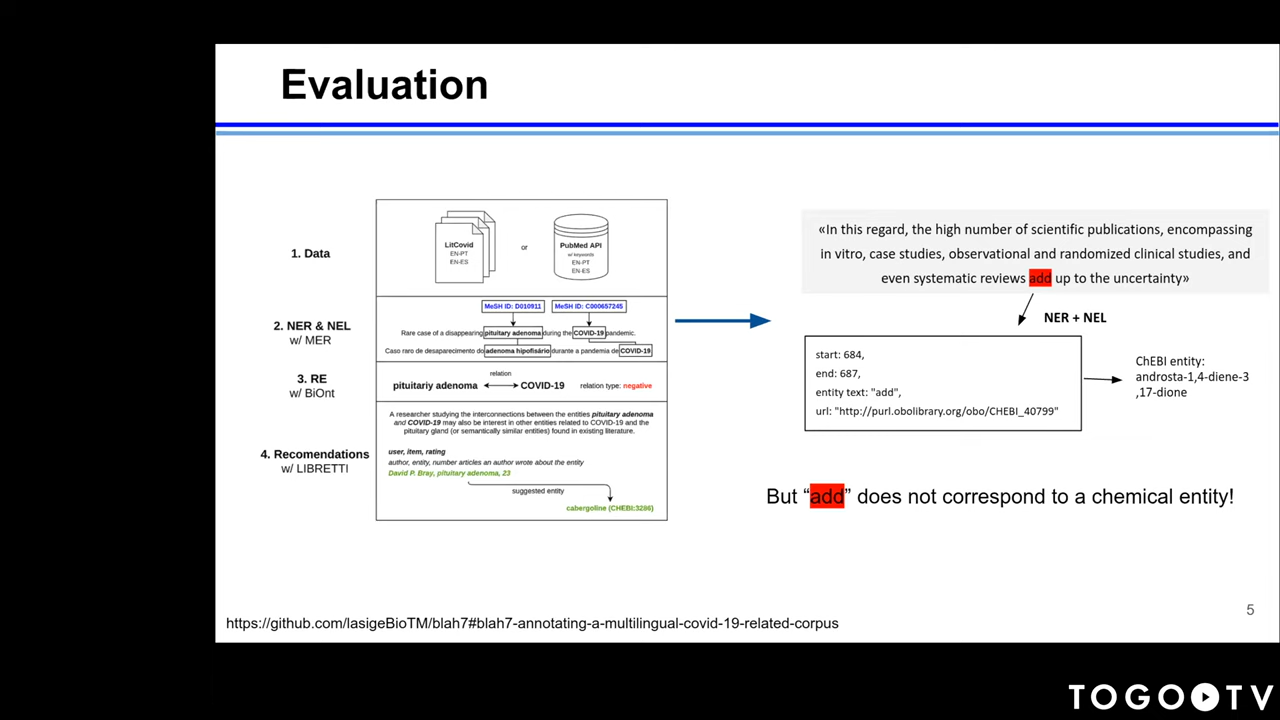 Evaluation
1. Data
LitCovid
EN-PT
EN-ES
or
PubMed API
w/ keywords
EN-PT
EN-ES
2. NER & NEL
w/ MER
MeSH ID: D010911
MeSH ID: C000657245
Rare case of a disappearing pituitary adenoma during the COVID-19 pandemic.
Caso raro de desaparecimento do adenoma hipofisário durante a pandemia de COVID-19
3. RE
w/ BiOnt
relation
pituitariy adenoma
COVID-19
relation type: negative
4. Recomendations
w/ LIBRETTI
A researcher studying the interconnections between the entities pituitary adenoma
and COVID-19 may also be interest in other entities related to COVID-19 and the
pituitary gland (or semantically similar entities) found in existing literature.
user, item, rating
author, entity, number articles an author wrote about the entity
David P. Bray, pituitary adenoma, 23
suggested entity
cabergoline (CHEBI:3286)
«In this regard, the high number of scientific publications, encompassing
in vitro, case studies, observational and randomized clinical studies, and
even systematic reviews add up to the uncertainty»
NER + NEL
start: 684,
end: 687,
entity text: "add",
url: "http://purl.obolibrary.org/obo/CHEBI_40799"
ChEBI entity:
androsta-1,4-diene-3
,17-dione
But “add” does not correspond to a chemical entity!
5
https://github.com/lasigeBioTM/blah7#blah7-annotating-a-multilingual-covid-19-related-corpus
TOGO TV